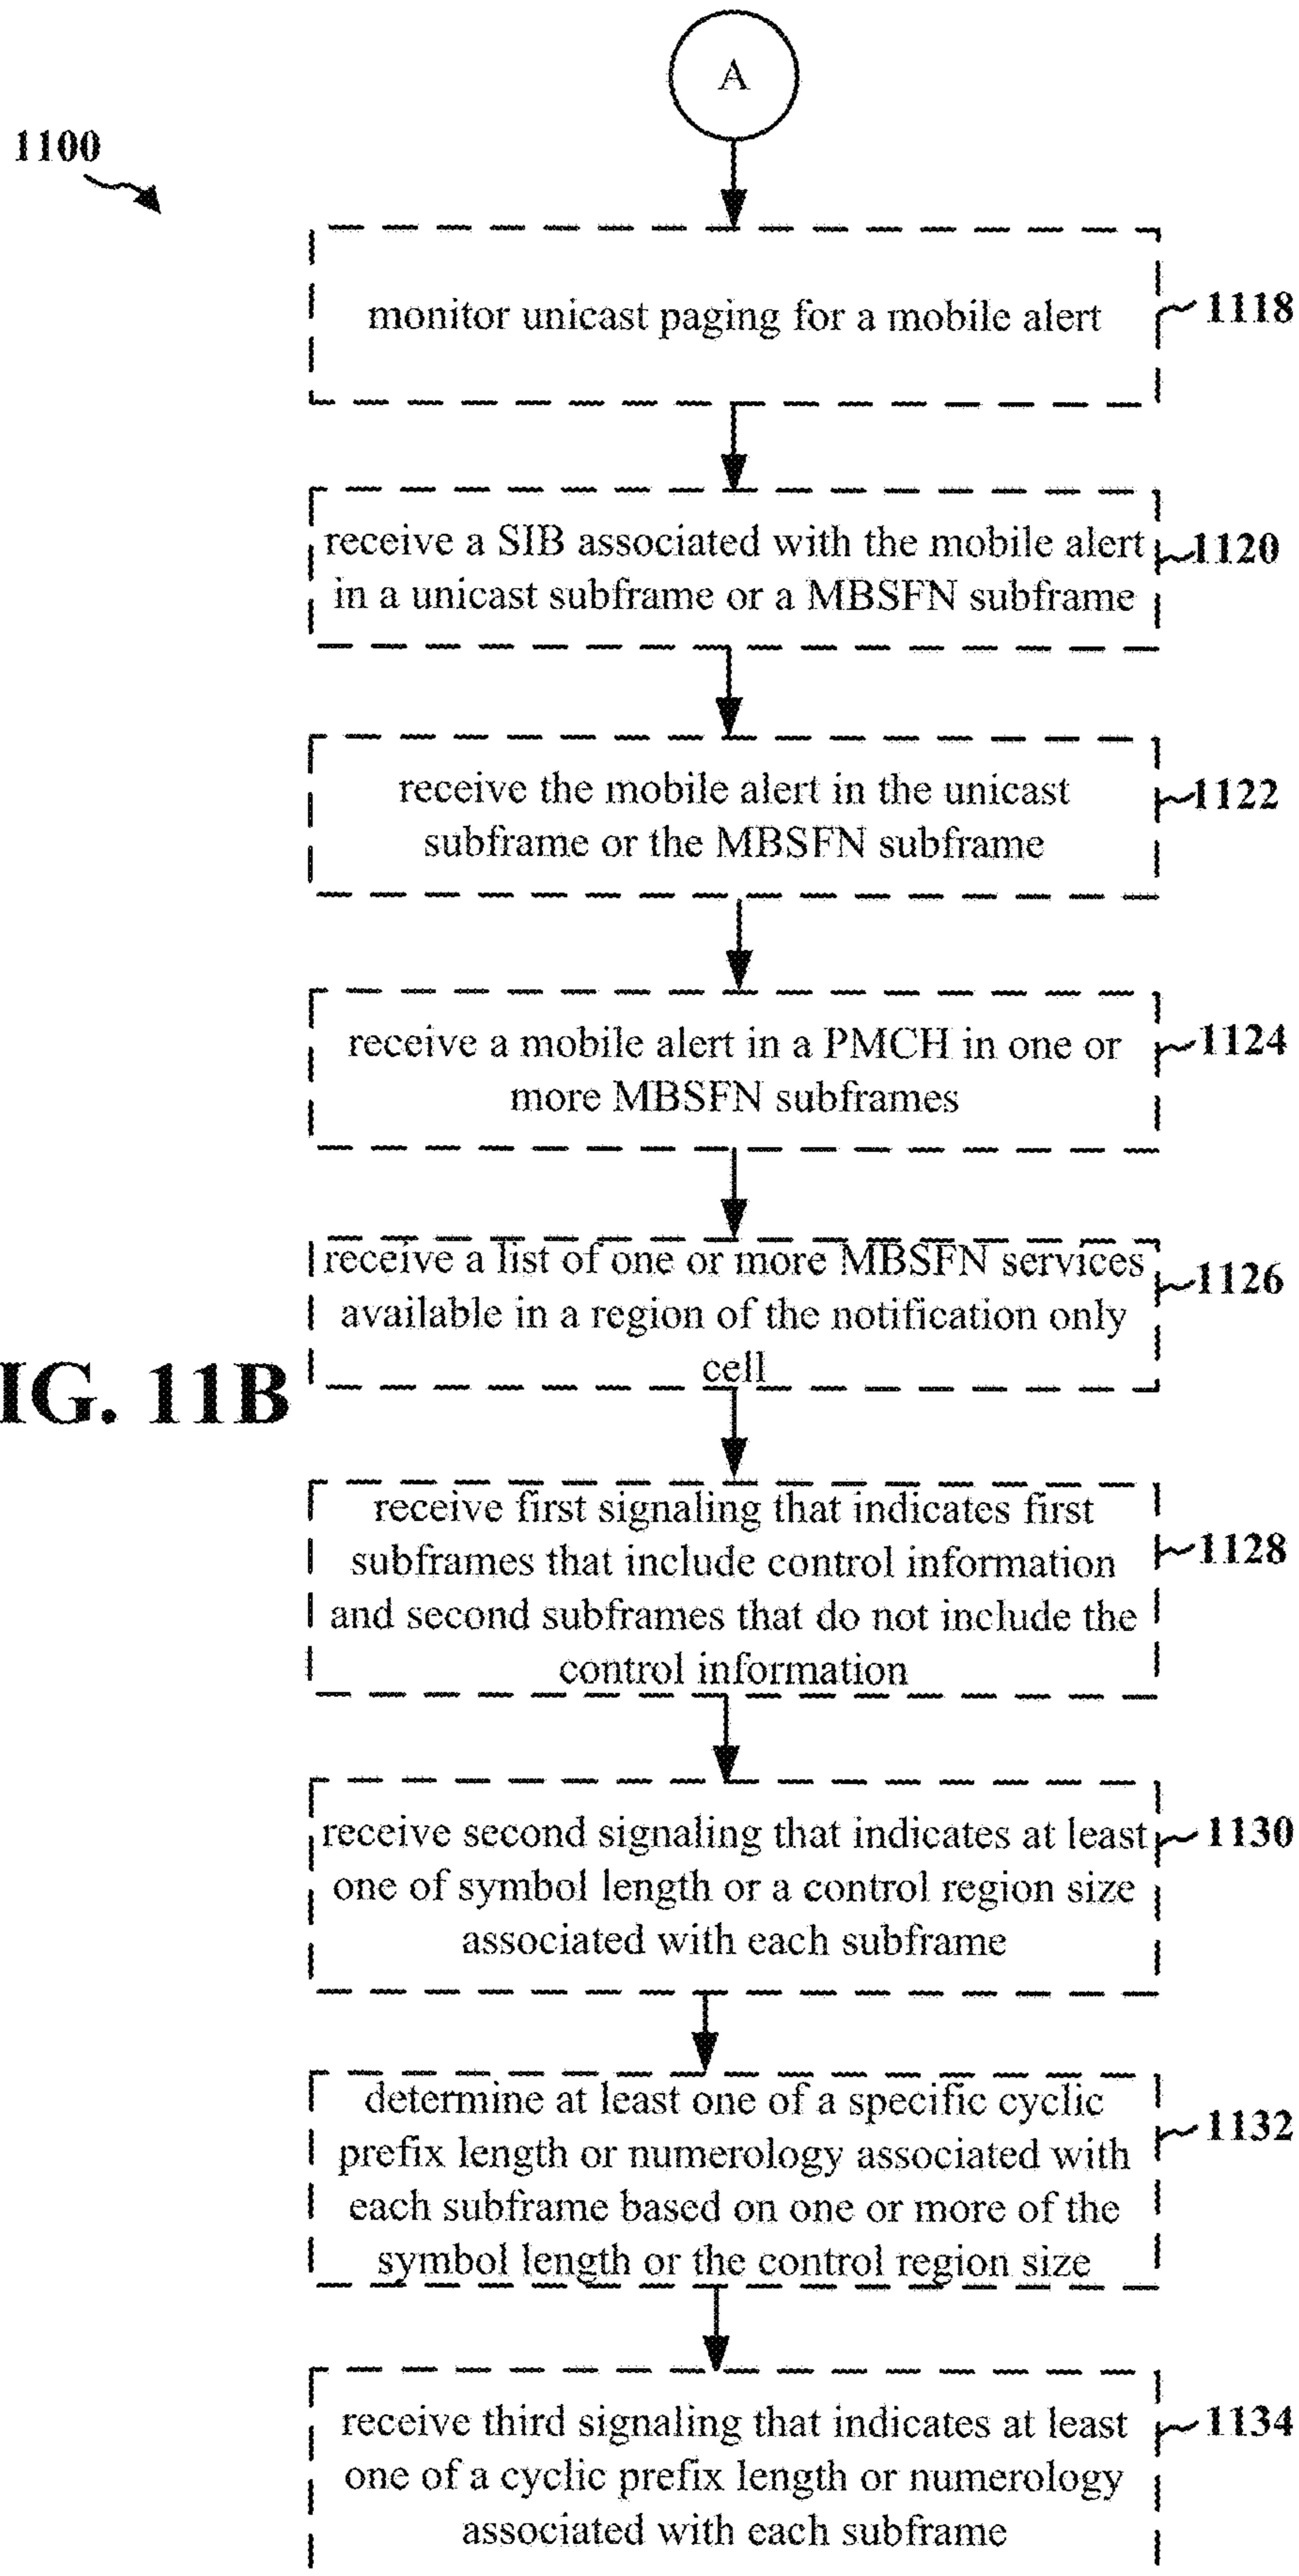 A
1100
monitor unicast paging for a mobile alert
1118
receive a SIB associated with the mobile alert
in a unicast subframe or a MBSFN subframe
1120
receive the mobile alert in the unicast
subframe or the MBSFN subframe
1122
receive a mobile alert in a PMCH in one or
more MBSFN subframes
1124
receive a list of one or more MBSFN services
available in a region of the notification only
cell
1126
IG. 11B
receive first signaling that indicates first
subframes that include control information
and second subframes that do not include the
control information
1128
receive second signaling that indicates at least
one of symbol length or a control region size
associated with each subframe
1130
determine at least one of a specific cyclic
prefix length or numerology associated with
each subframe based on one or more of the
symbol length or the control region size
1132
receive third signaling that indicates at least
one of a cyclic prefix length or numerology
associated with each subframe
1134